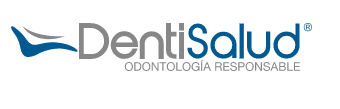 DentiSalud®
ODONTOLOGÍA RESPONSABLE